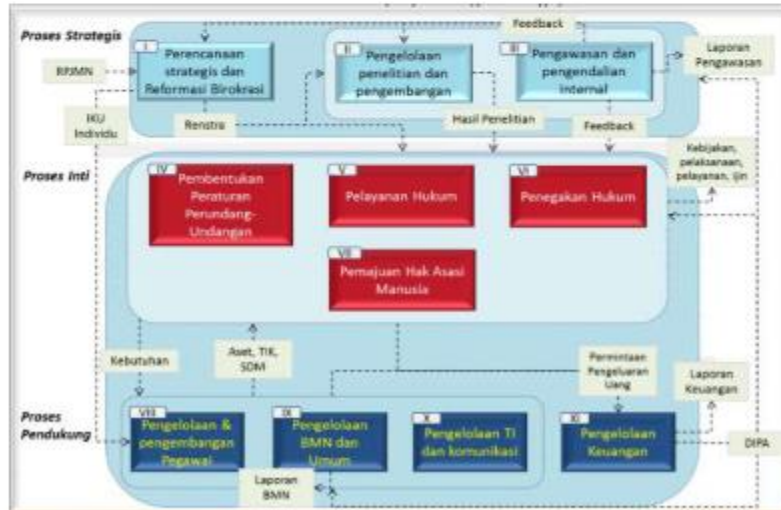 Proses Strategis
Feedback
I
Perencanaan
strategis dan
Reformasi Birokrasi
II
Pengelolaan
penelitian dan
pengembangan
III
Pengawasan dan
pengendalian
internal
Laporan
Pengawasan
RPJMN
IKU
Individu
Renstra
Hasil Penelitian
Feedback
Kebijakan,
pelaksanaan,
pelayanan, ijin
Proses Inti
IV
Pembentukan
Peraturan
Perundang-
Undangan
V
Pelayanan Hukum
VI
Penegakan Hukum
VII
Pemajuan Hak Asasi
Manusia
Kebutuhan
Aset, TIK,
SDM
Permintaan
Pengeluaran
Uang
Laporan
Keuangan
Proses
Pendukung
VIII
Pengelolaan &
pengembangan
Pegawai
IX
Pengelolaan
BMN dan
Umum
X
Pengelolaan TI
dan komunikasi
XI
Pengelolaan
Keuangan
DIPA
Laporan
BMN